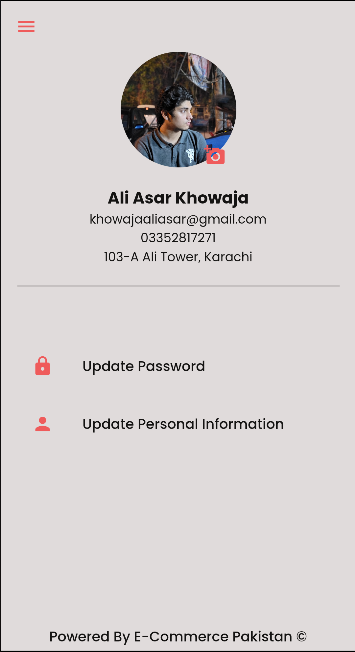 Ali Asar Khowaja
khowajaaliasar@gmail.com
03352817271
103-A Ali Tower, Karachi
Update Password
Update Personal Information
Powered By E-Commerce Pakistan ©